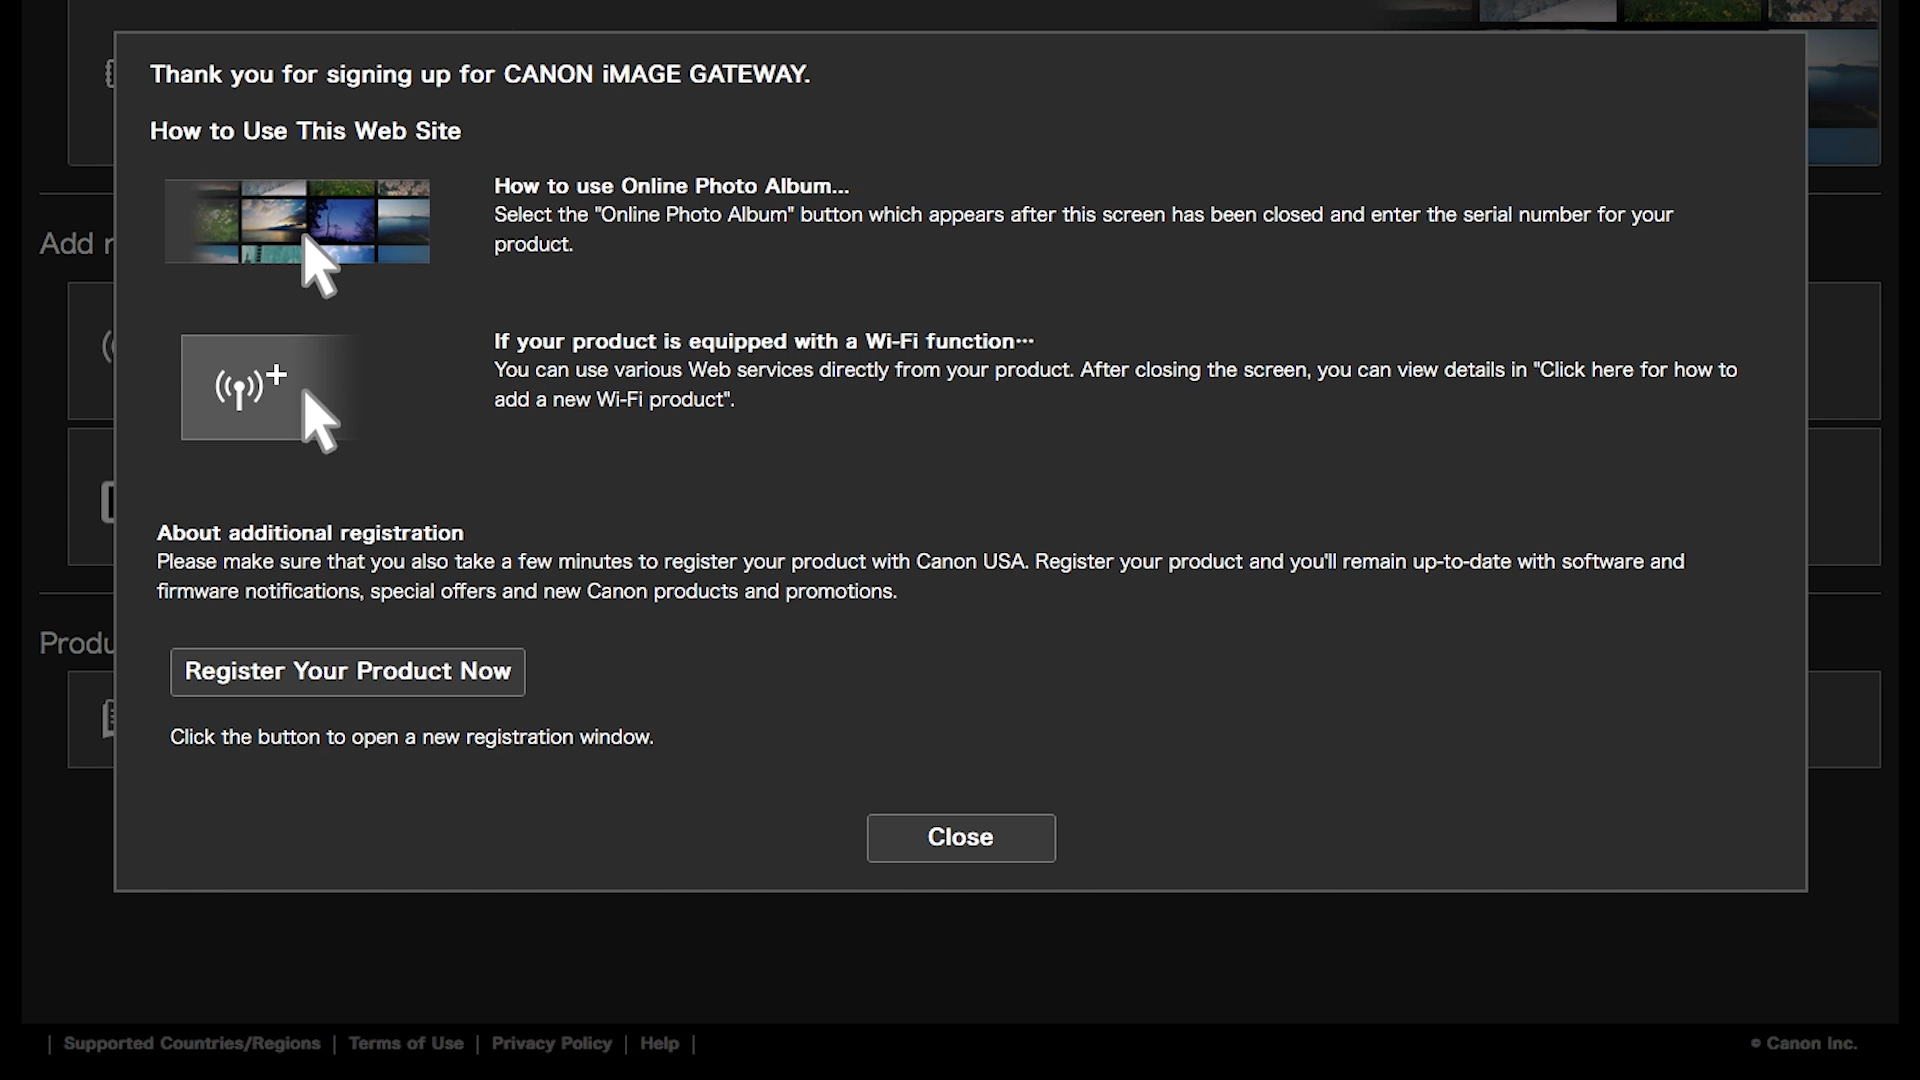 Thank you for signing up for CANON iMAGE GATEWAY.
How to Use This Web Site
How to use Online Photo Album...
Select the "Online Photo Album" button which appears after this screen has been closed and enter the serial number for your
product.
If your product is equipped with a Wi-Fi function…
You can use various Web services directly from your product. After closing the screen, you can view details in "Click here for how to
add a new Wi-Fi product".
About additional registration
Please make sure that you also take a few minutes to register your product with Canon USA. Register your product and you'll remain up-to-date with software and
firmware notifications, special offers and new Canon products and promotions.
Register Your Product Now
Click the button to open a new registration window.
Close
Add
Produ
| Supported Countries/Regions | Terms of Use | Privacy Policy | Help |
© Canon Inc.